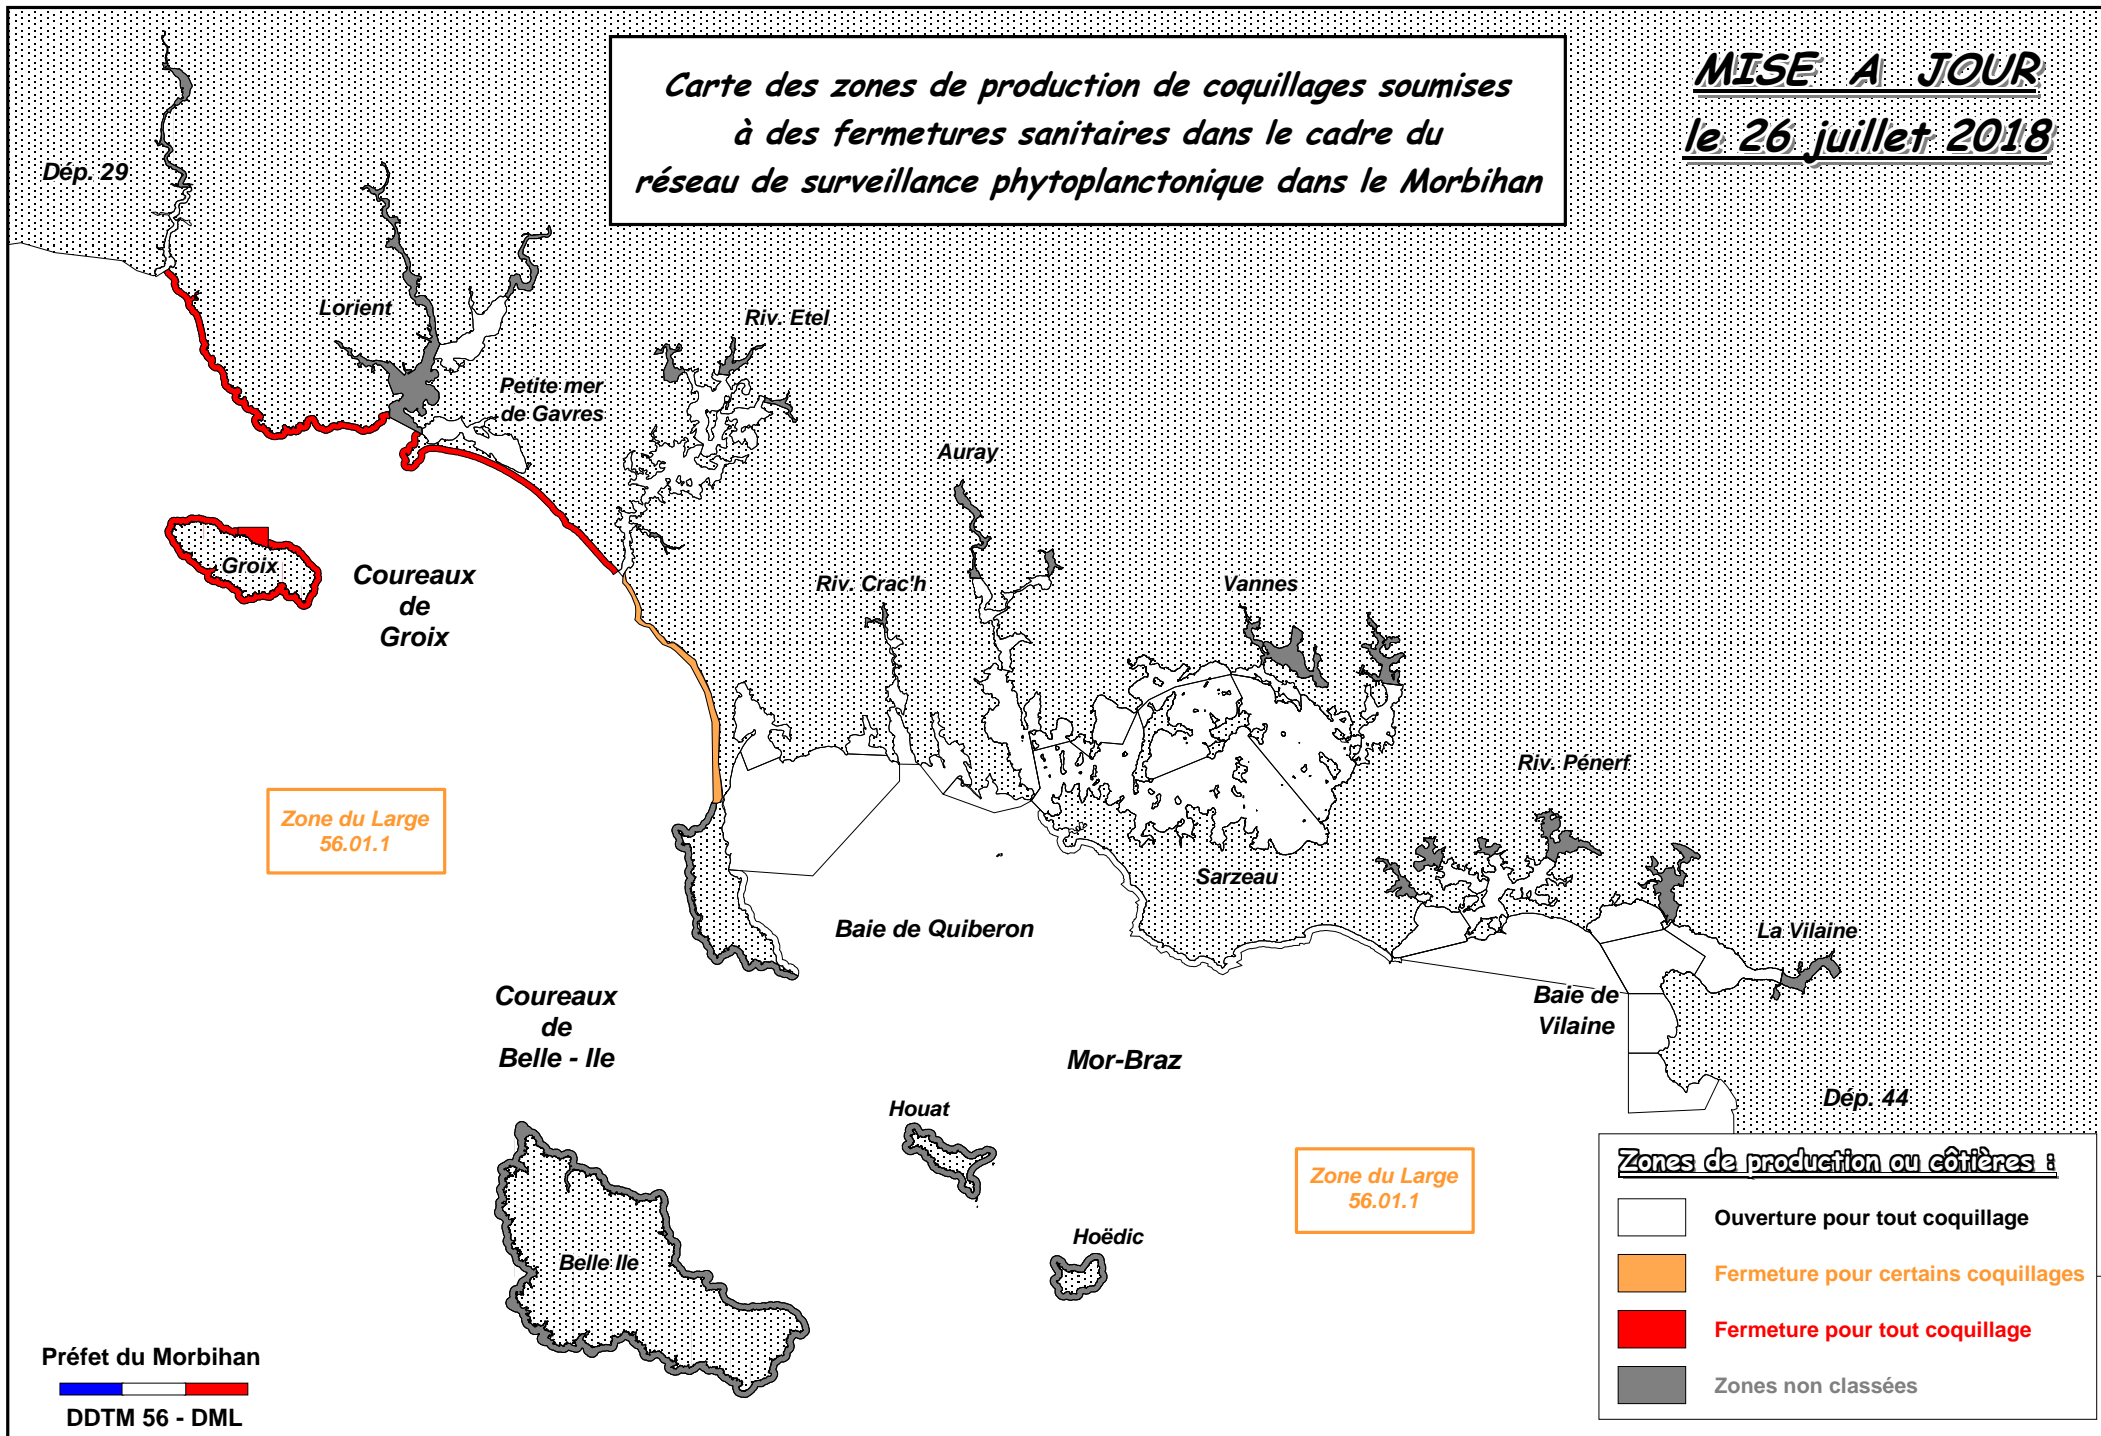 Carte des zones de production de coquillages soumises
à des fermetures sanitaires dans le cadre du
réseau de surveillance phytoplanctonique dans le Morbihan
MISE A JOUR
le 26 juillet 2018
Dép. 29
Lorient
Riv. Etel
Petite mer
de Gavres
Auray
Groix
Coureaux
de
Groix
Riv. Crac'h
Vannes
Riv. Pénerf
Zone du Large
56.01.1
Sarzeau
Baie de Quiberon
La Vilaine
Coureaux
de
Belle - Ile
Baie de
Vilaine
Mor-Braz
Dép. 44
Houat
Zone du Large
56.01.1
Hoëdic
Belle Ile
Zones de production ou côtières :
Ouverture pour tout coquillage
Fermeture pour certains coquillages
Fermeture pour tout coquillage
Zones non classées
Préfet du Morbihan
DDTM 56 - DML